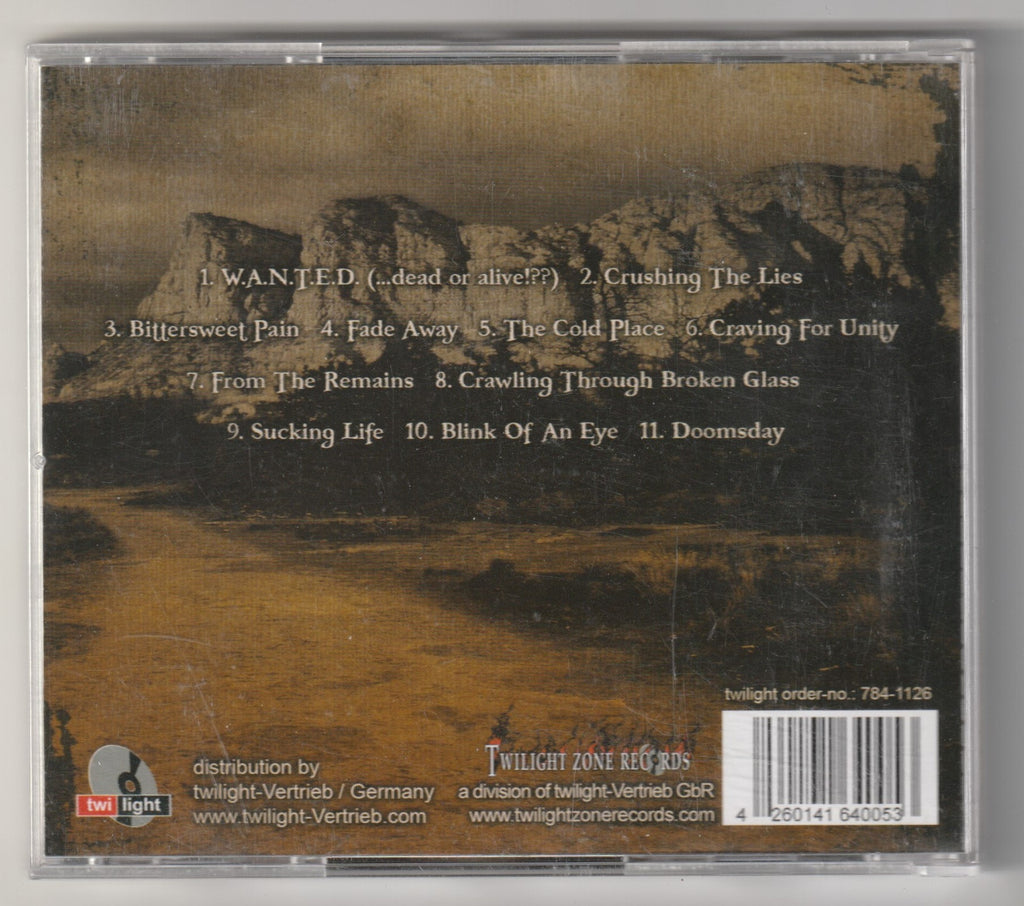 1. W.A.N.T.E.D. (...dead or alive!??) 2. Crushing The Lies
3. Bittersweet Pain 4. Fade Away 5. The Cold Place 6. Craving For Unity
7. From The Remains 8. Crawling Through Broken Glass
9. Sucking Life 10. Blink Of An Eye 11. Doomsday
twilight order-no.: 784-1126
twi light
distribution by
twilight-Vertrieb / Germany
www.twilight-Vertrieb.com
TWILIGHT ZONE RECORDS
a division of twilight-Vertrieb GbR
www.twilightzonerecords.com
4 260141 640053